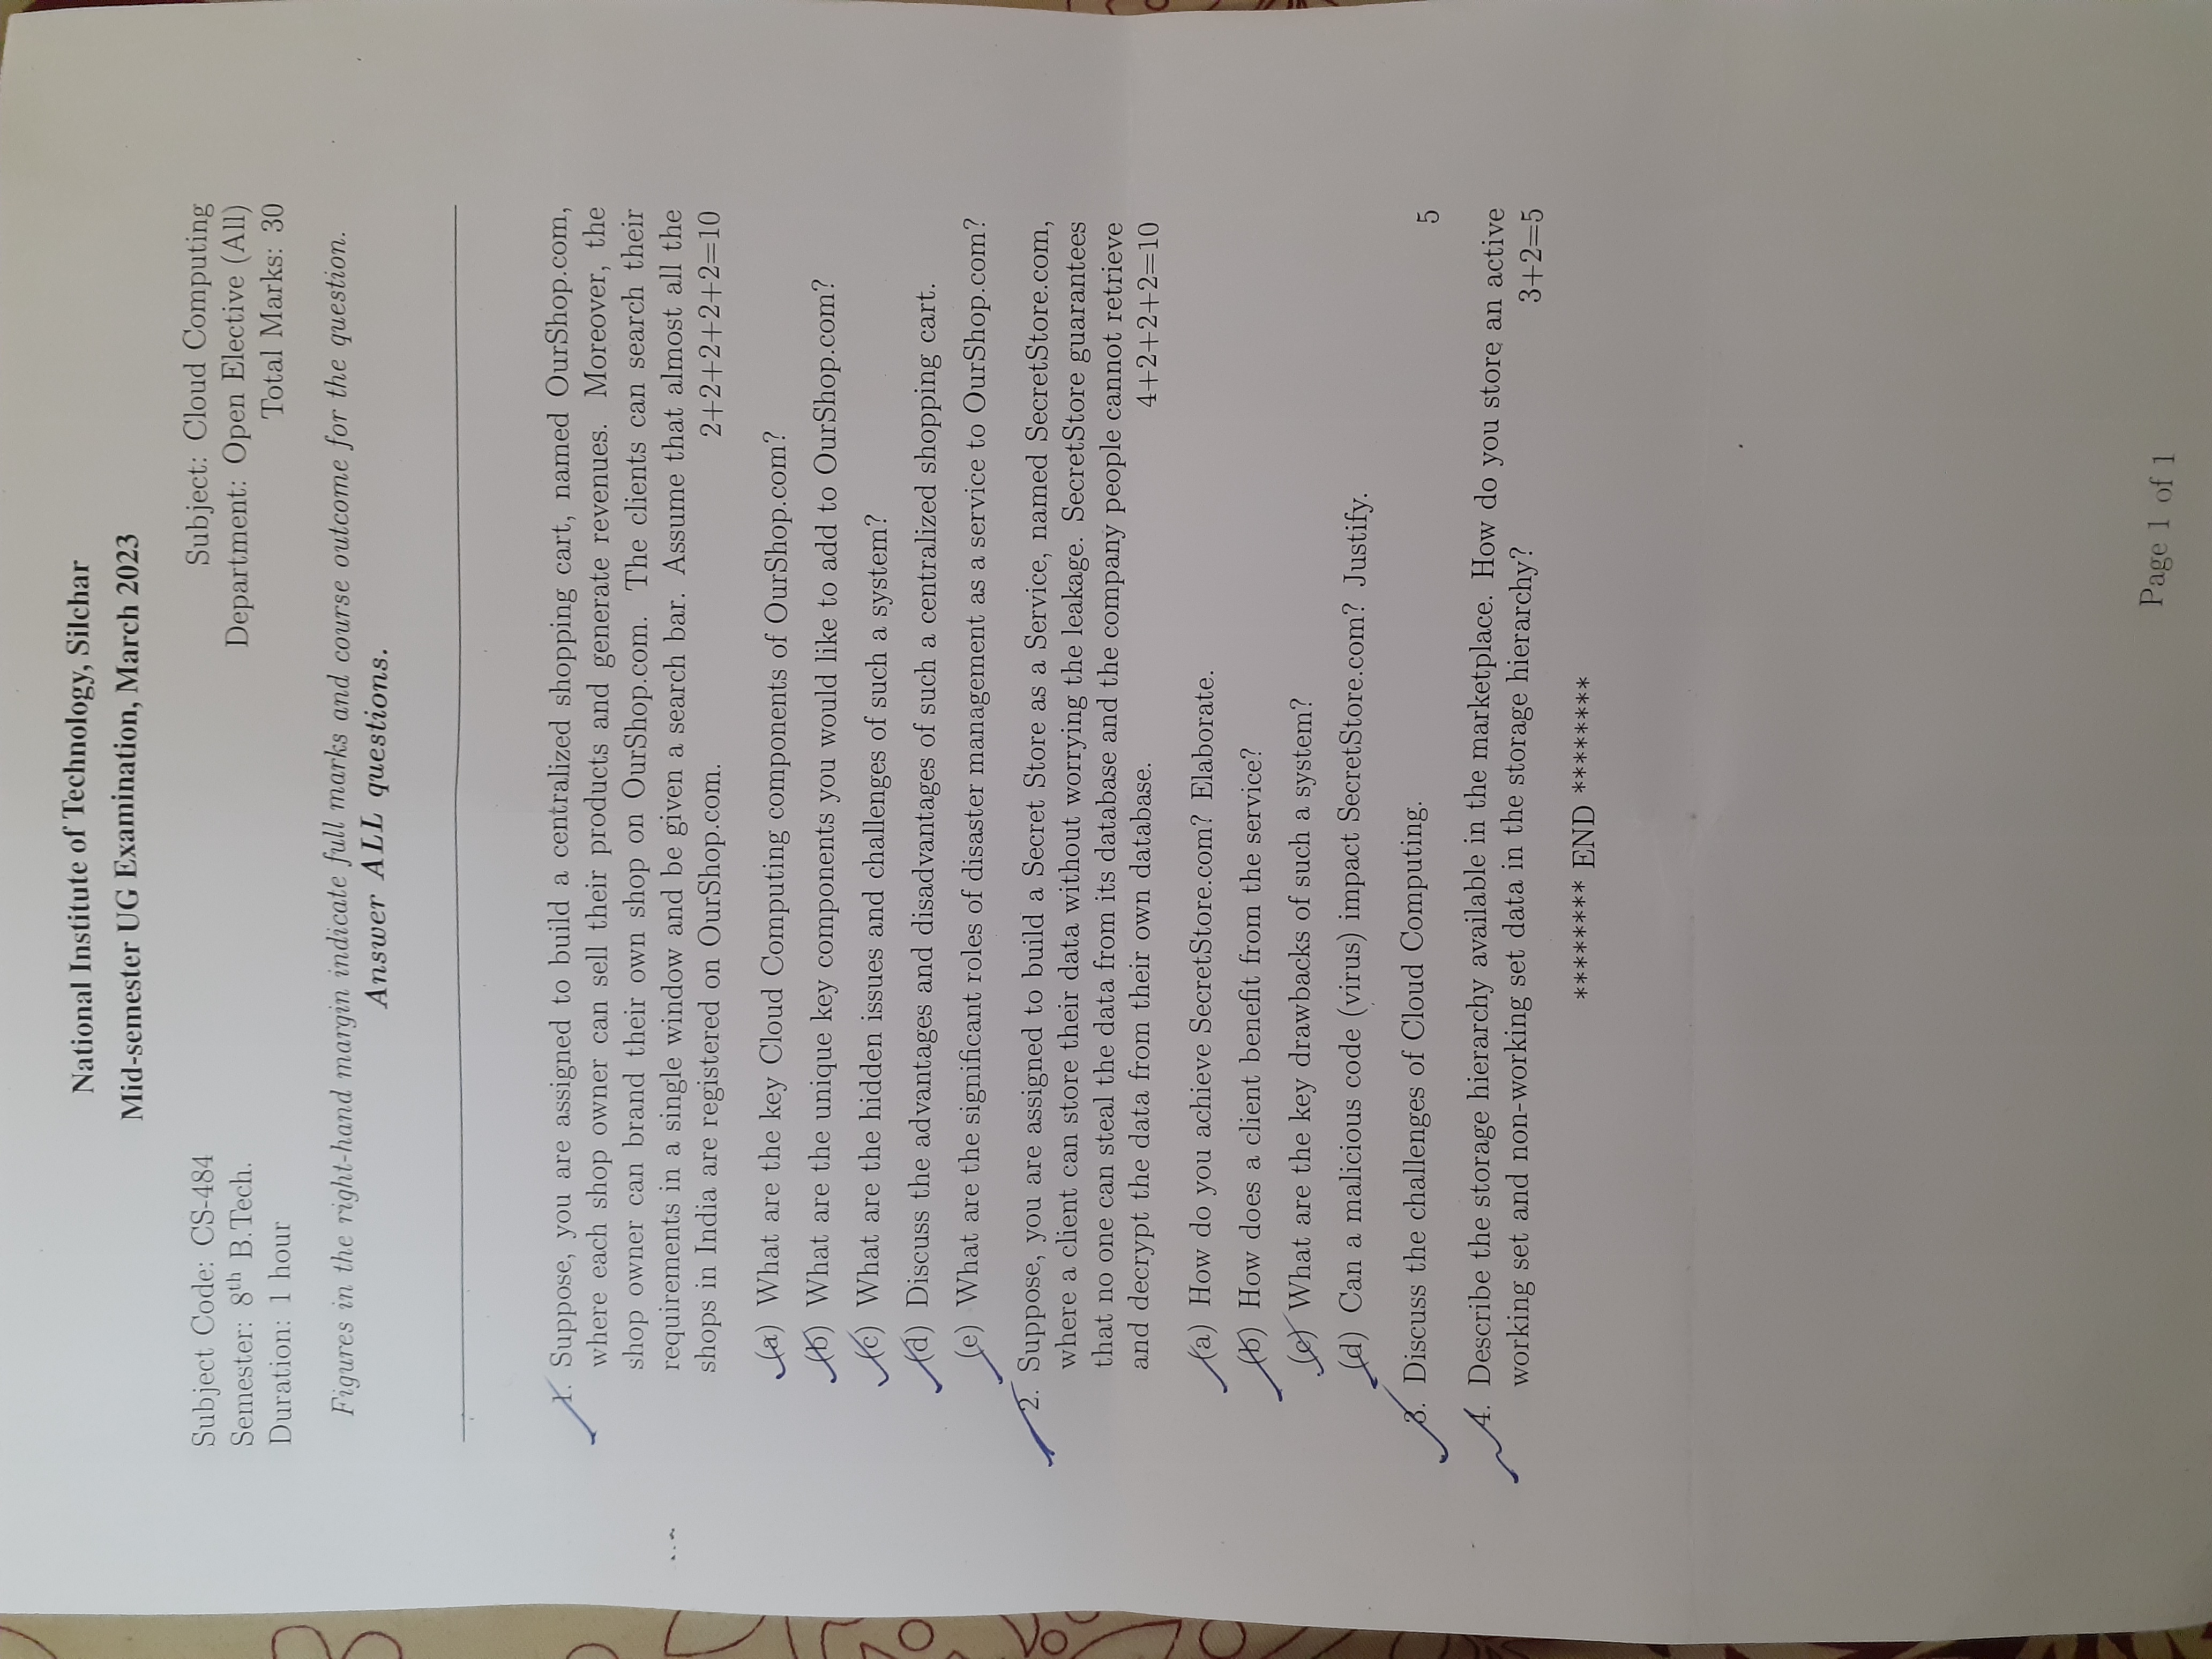 National Institute of Technology, Silchar
Mid-semester UG Examination, March 2023
Subject Code: CS-484
Subject: Cloud Computing
Semester: 8th B.Tech.
Department: Open Elective (All)
Duration: 1 hour
Total Marks: 30
Figures in the right-hand margin indicate full marks and course outcome for the question.
Answer ALL questions.
1. Suppose, you are assigned to build a centralized shopping cart, named OurShop.com,
where each shop owner can sell their products and generate revenues. Moreover, the
shop owner can brand their own shop on OurShop.com. The clients can search their
requirements in a single window and be given a search bar. Assume that almost all the
shops in India are registered on OurShop.com. 2+2+2+2+2=10
(a) What are the key Cloud Computing components of OurShop.com?
(b) What are the unique key components you would like to add to OurShop.com?
(c) What are the hidden issues and challenges of such a system?
(d) Discuss the advantages and disadvantages of such a centralized shopping cart.
(e) What are the significant roles of disaster management as a service to OurShop.com?
2. Suppose, you are assigned to build a Secret Store as a Service, named SecretStore.com,
where a client can store their data without worrying the leakage. SecretStore guarantees
that no one can steal the data from its database and the company people cannot retrieve
and decrypt the data from their own database. 4+2+2+2=10
(a) How do you achieve SecretStore.com? Elaborate.
(b) How does a client benefit from the service?
(c) What are the key drawbacks of such a system?
(d) Can a malicious code (virus) impact SecretStore.com? Justify.
3. Discuss the challenges of Cloud Computing. 5
4. Describe the storage hierarchy available in the marketplace. How do you store an active
working set and non-working set data in the storage hierarchy? 3+2=5
******** END ********
Page 1 of 1